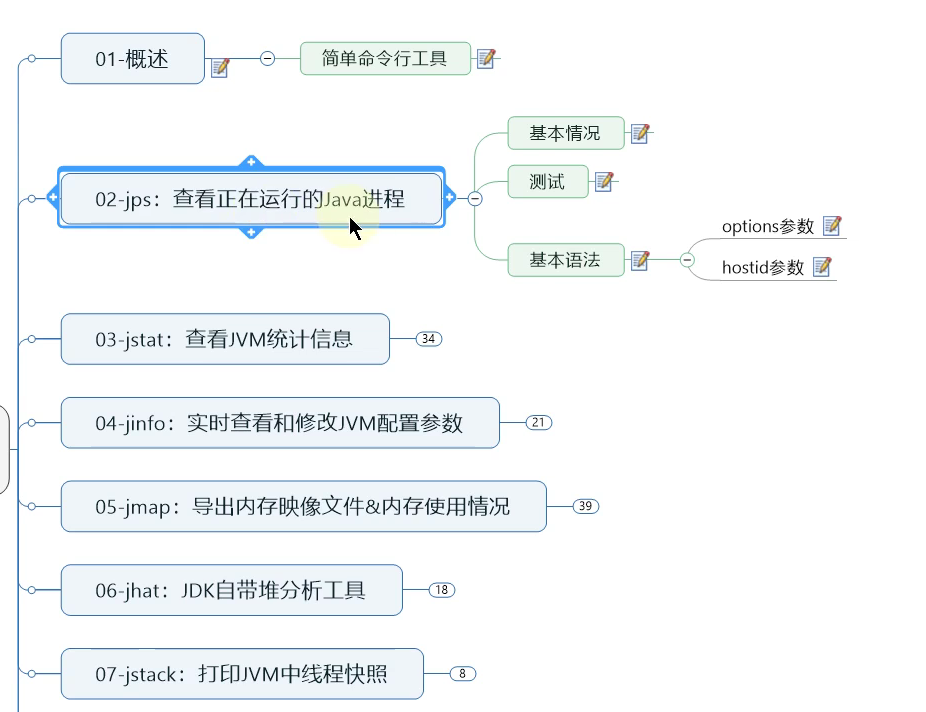 01-概述
简单命令行工具
02-jps：查看正在运行的Java进程
基本情况
测试
基本语法
options参数
hostid参数
03-jstat：查看JVM统计信息
34
04-jinfo：实时查看和修改JVM配置参数
21
05-jmap：导出内存映像文件&内存使用情况
39
06-jhat：JDK自带堆分析工具
18
07-jstack：打印JVM中线程快照
8